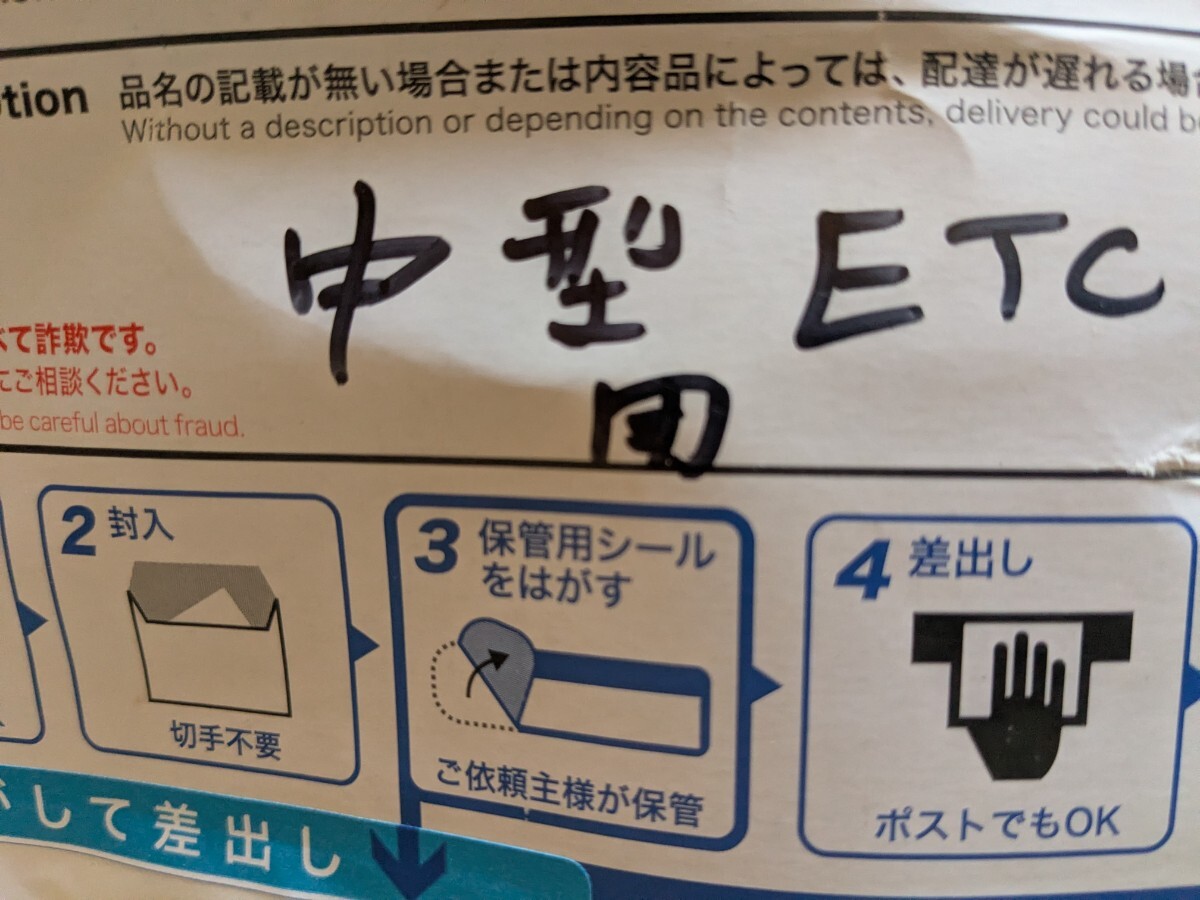 ption 品名の記載が無い場合または内容品によっては、配達が遅れる場合
Without a description or depending on the contents, delivery could be
中型 ETC
用
べて詐欺です。
にご相談ください。
be careful about fraud.
2 封入
切手不要
3 保管用シール
をはがす
ご依頼主様が保管
4 差出し
ポストでもOK
がして差出し